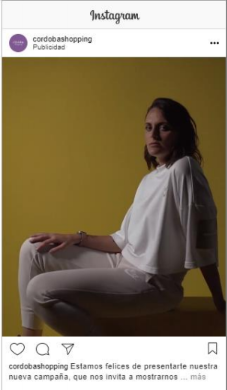 Instagram
cordobashopping
Publicidad
cordobashopping Estamos felices de presentarte nuestra
nueva campaña, que nos invita a mostrarnos ... más